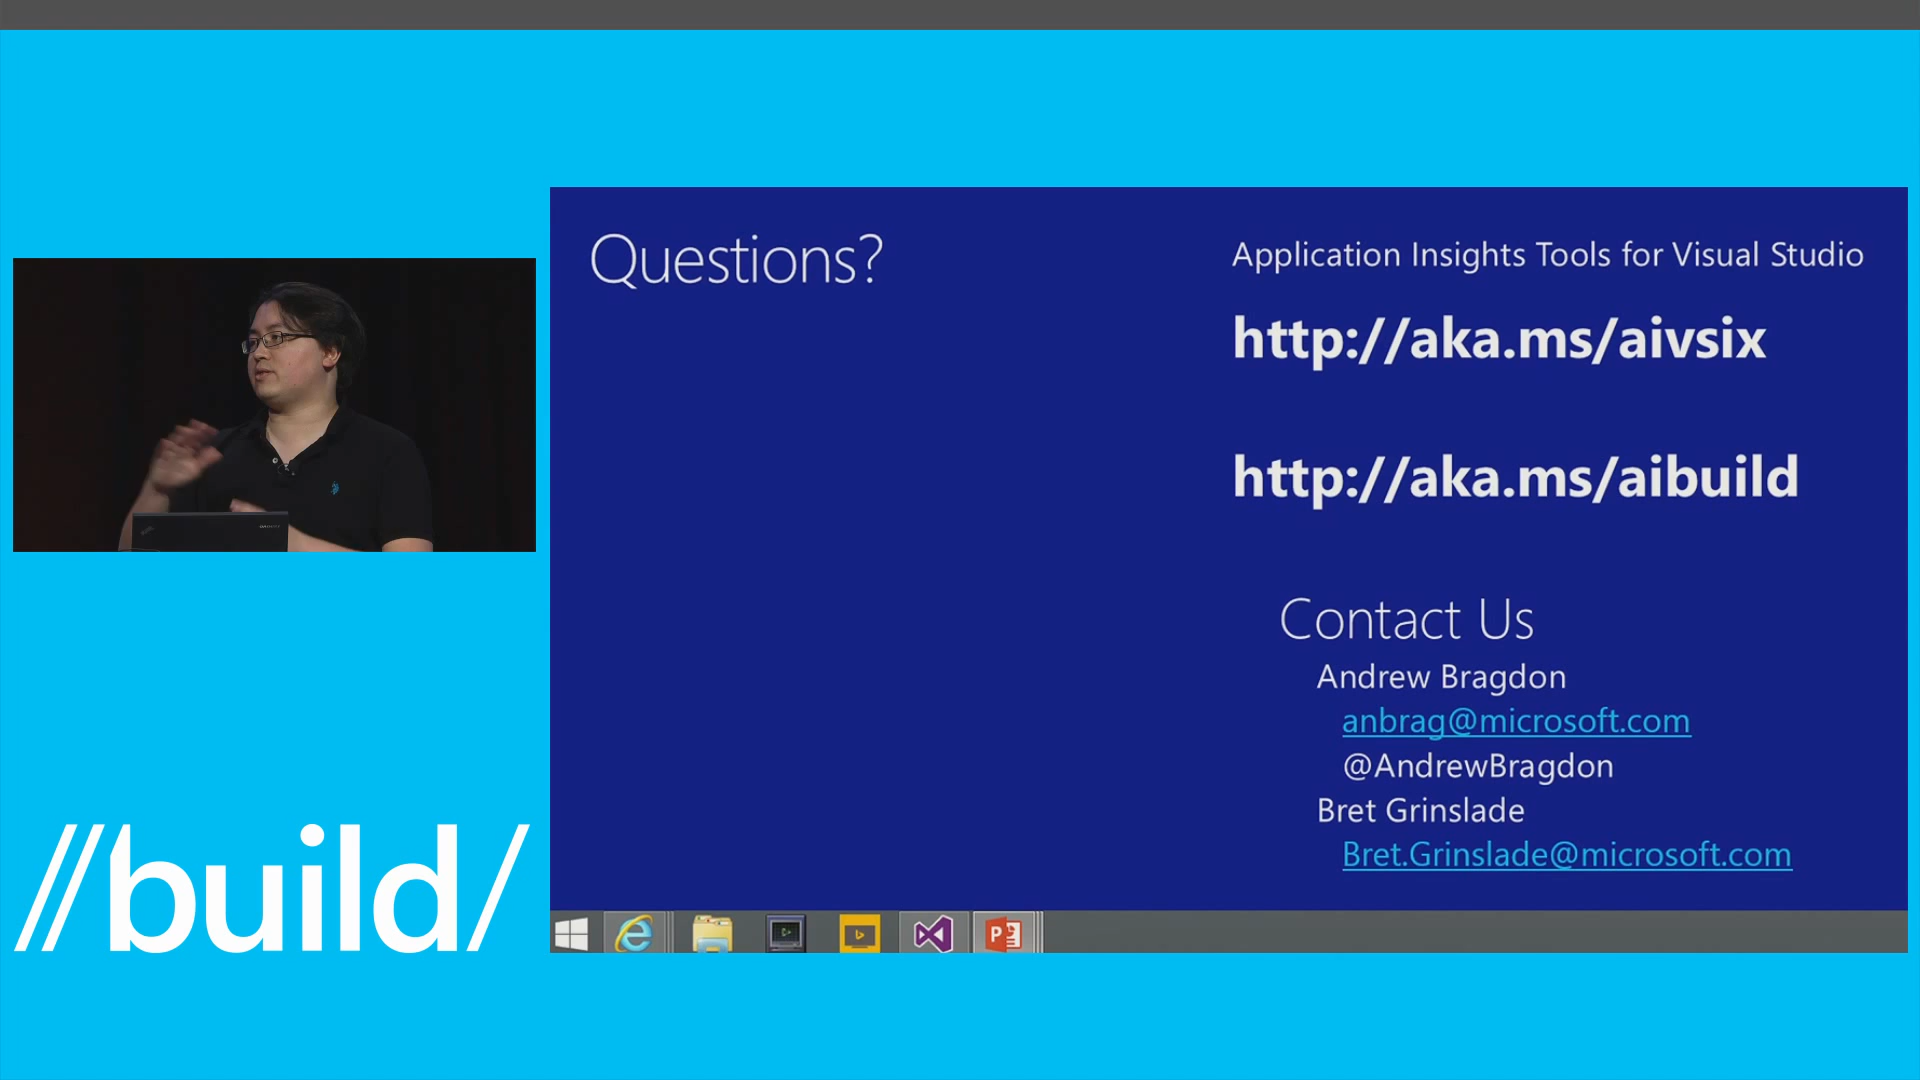 Questions?
Application Insights Tools for Visual Studio
http://aka.ms/aivsix
http://aka.ms/aibuild
Contact Us
Andrew Bragdon
anbrag@microsoft.com
@AndrewBragdon
Bret Grinslade
Bret.Grinslade@microsoft.com
//build/